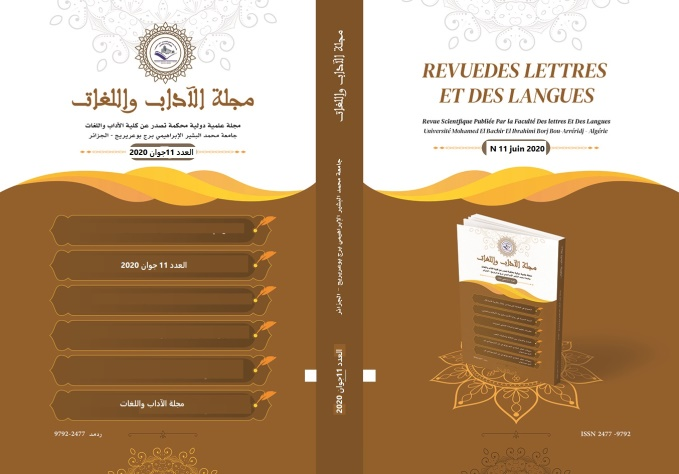 مجلة الآداب واللغات
مجلة علمية دولية محكمة تصدر عن كلية الآداب واللغات
جامعة محمد البشير الإبراهيمي برج بوعريريج - الجزائر
العدد 11جوان 2020
العدد 11 جوان 2020
مجلة الآداب واللغات
ردمد 2477-9792
مجلة الآداب واللغات
جامعة محمد البشير الإبراهيمي برج بوعريريج - الجزائر
العدد 11جوان 2020
REVUEDES LETTRES
ET DES LANGUES
Revue Scientfique Publiée Par la Faculté Des lettres Et Des Langues
Université Mohamed El Bachir El Ibrahimi Borj Bou-Arréridj - Algérie
N 11 juin 2020
مجلة الآداب واللغات
ISSN 2477 -9792